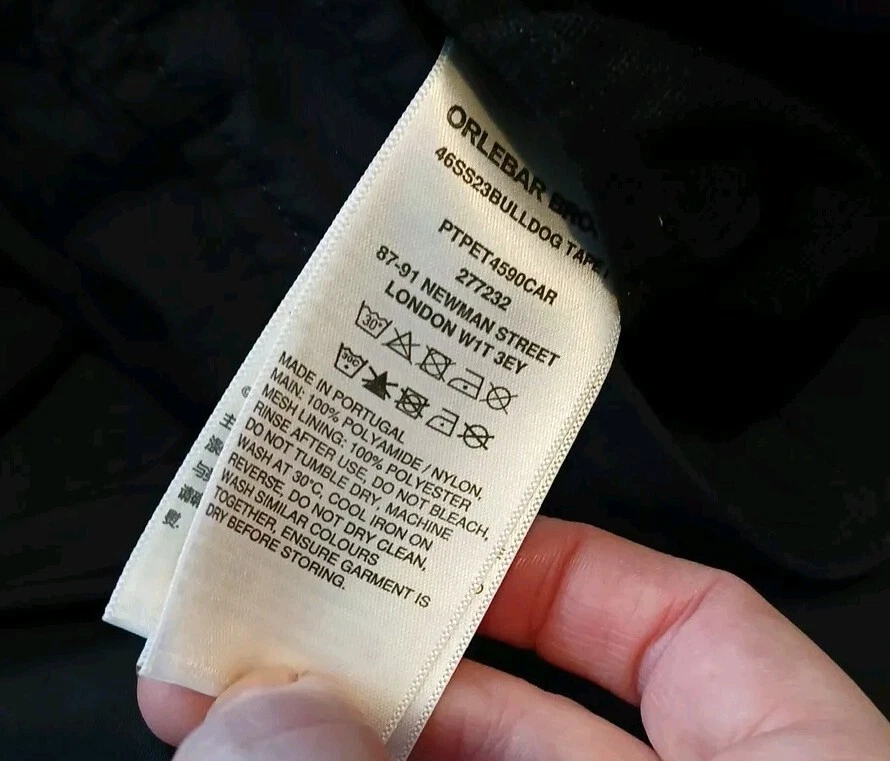 ORLEBAR BRO
46SS23BULLDOG TAPE
PTPET4590CAR
277232
87-91 NEWMAN STREET
LONDON W1T 3EY
30°
30C
MADE IN PORTUGAL
MAIN: 100% POLYAMIDE / NYLON,
MESH LINING: 100% POLYESTER
RINSE AFTER USE, DO NOT BLEACH,
DO NOT TUMBLE DRY, MACHINE
WASH AT 30°C, COOL IRON ON
REVERSE, DO NOT DRY CLEAN,
WASH SIMILAR COLOURS
TOGETHER, ENSURE GARMENT IS
DRY BEFORE STORING.